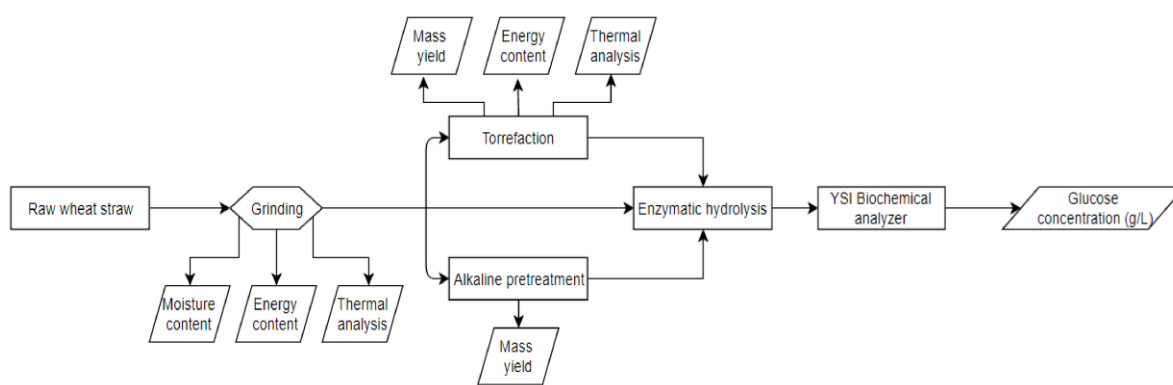 Mass
yield
Energy
content
Thermal
analysis
Torrefaction
Raw wheat straw
Grinding
Enzymatic hydrolysis
YSI Biochemical
analyzer
Glucose
concentration (g/L)
Alkaline pretreatment
Moisture
content
Energy
content
Thermal
analysis
Mass
yield